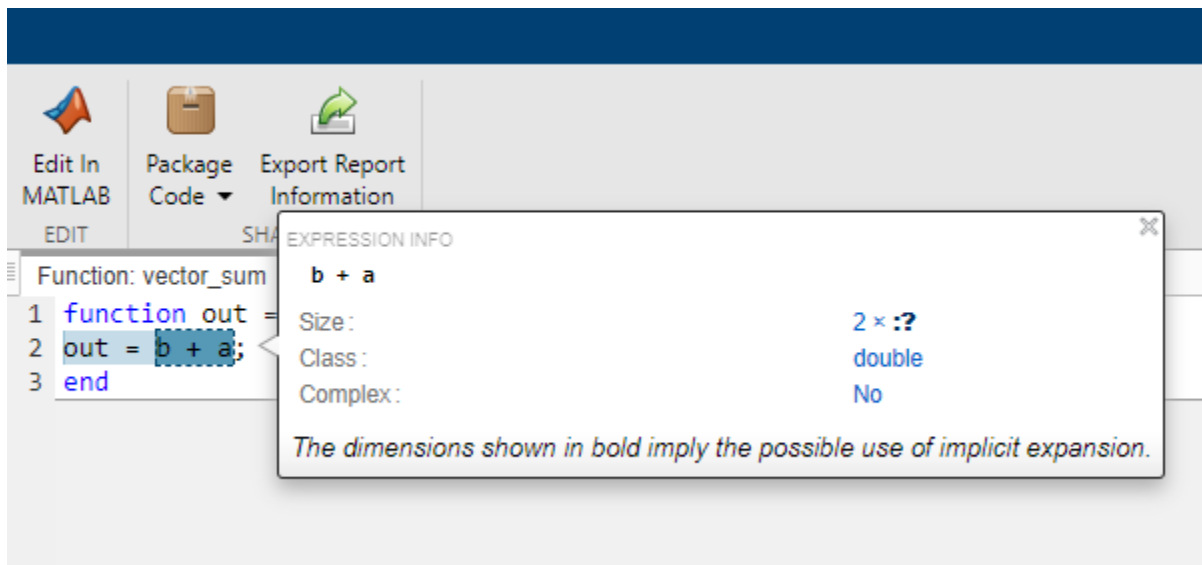 Edit In
MATLAB
Package
Code
Export Report
Information
EDIT
SHA
EXPRESSION INFO
b + a
Size:
2 × :?
Class:
double
Complex:
No
The dimensions shown in bold imply the possible use of implicit expansion.
Function: vector_sum
1 function out =
2 out = b + a;
3 end